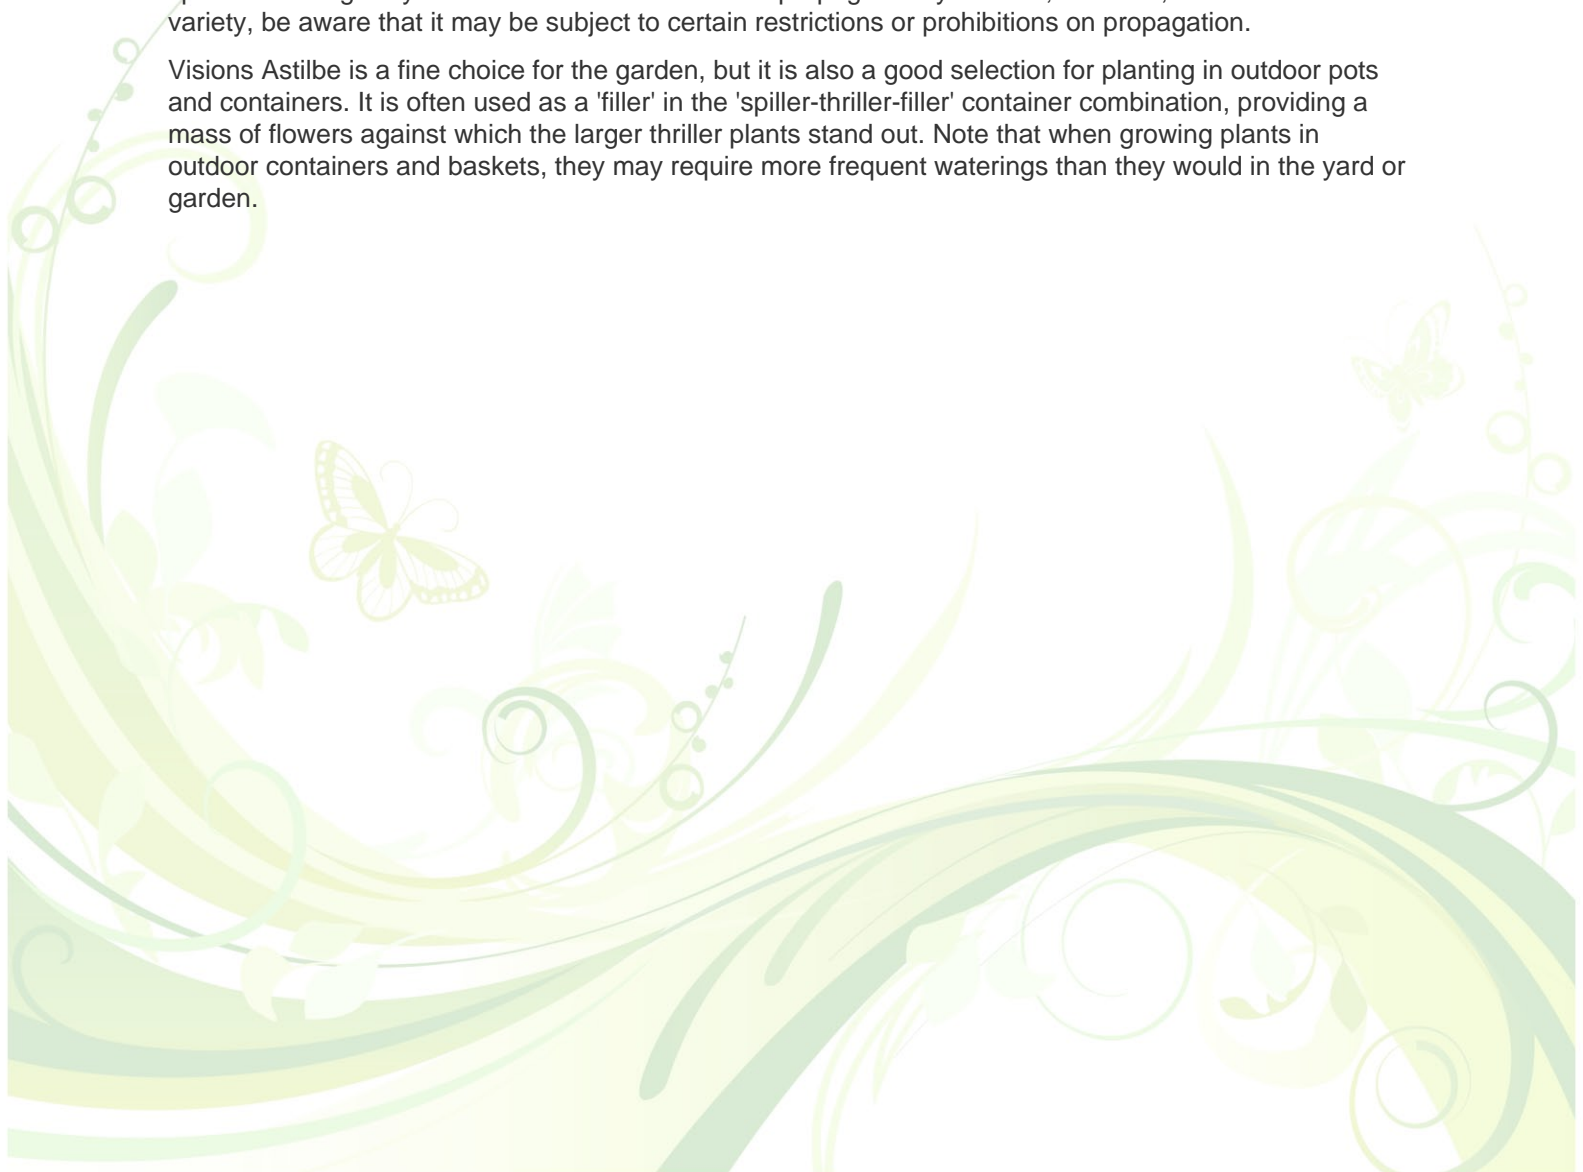 variety, be aware that it may be subject to certain restrictions or prohibitions on propagation.
Visions Astilbe is a fine choice for the garden, but it is also a good selection for planting in outdoor pots
and containers. It is often used as a 'filler' in the 'spiller-thriller-filler' container combination, providing a
mass of flowers against which the larger thriller plants stand out. Note that when growing plants in
outdoor containers and baskets, they may require more frequent waterings than they would in the yard or
garden.